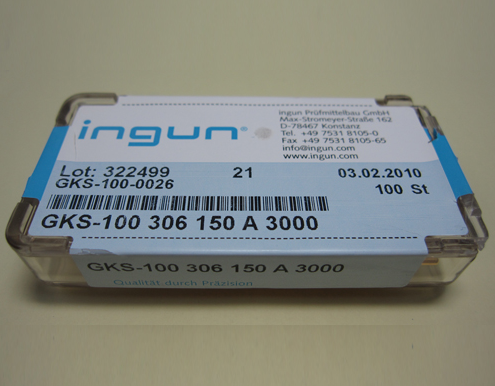 ingun®
ingun Prüfmittelbau GmbH
Max-Stromeyer-Straße 162
D-78467 Konstanz
Tel. +49 7531 8105-0
Fax +49 7531 8105-65
info@ingun.com
www.ingun.com
Lot: 322499 21 03.02.2010
GKS-100-0026 100 St
GKS-100 306 150 A 3000
GKS-100 306 150 A 3000
Qualität durch Präzision